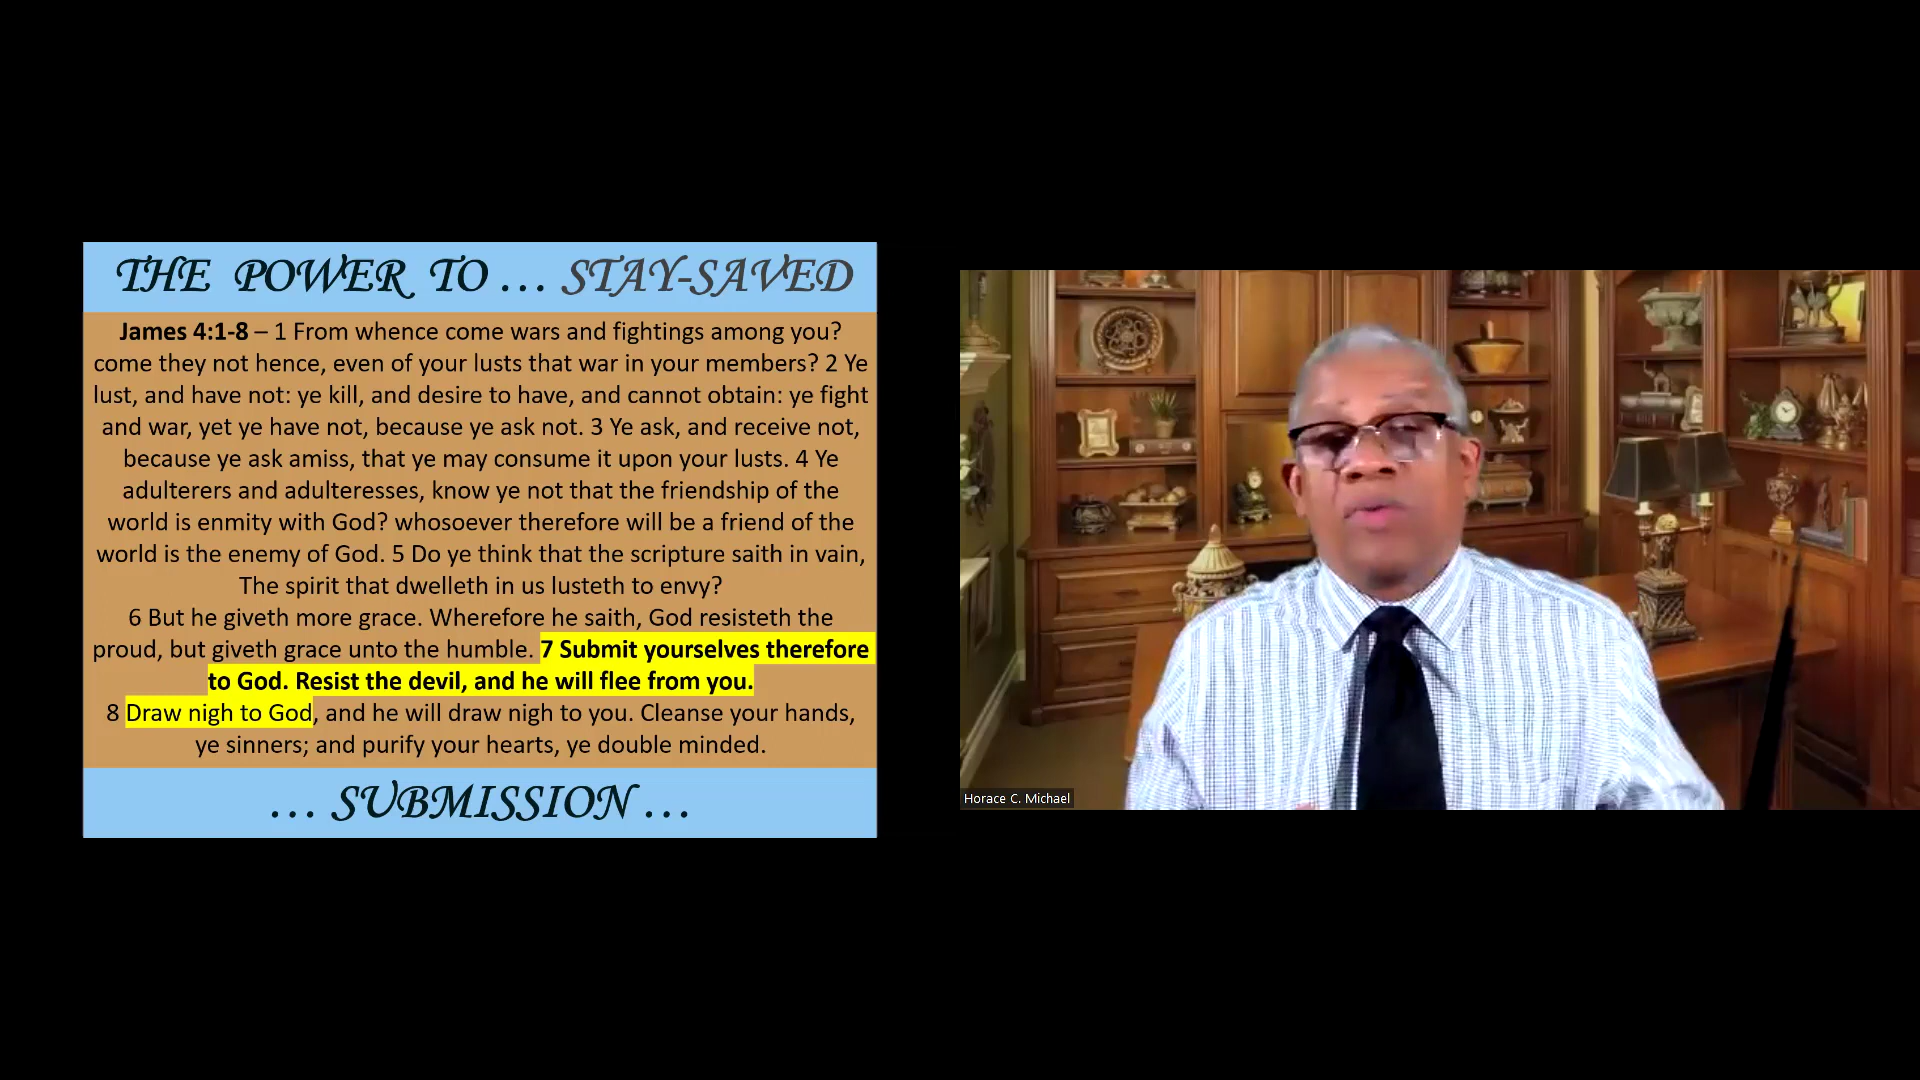 THE POWER TO ... STAY-SAVED
James 4:1-8 – 1 From whence come wars and fightings among you?
come they not hence, even of your lusts that war in your members? 2 Ye
lust, and have not: ye kill, and desire to have, and cannot obtain: ye fight
and war, yet ye have not, because ye ask not. 3 Ye ask, and receive not,
because ye ask amiss, that ye may consume it upon your lusts. 4 Ye
adulterers and adulteresses, know ye not that the friendship of the
world is enmity with God? whosoever therefore will be a friend of the
world is the enemy of God. 5 Do ye think that the scripture saith in vain,
The spirit that dwelleth in us lusteth to envy?
6 But he giveth more grace. Wherefore he saith, God resisteth the
proud, but giveth grace unto the humble. 7 Submit yourselves therefore
to God. Resist the devil, and he will flee from you.
8 Draw nigh to God, and he will draw nigh to you. Cleanse your hands,
ye sinners; and purify your hearts, ye double minded.
... SUBMISSION ...
Horace C. Michael